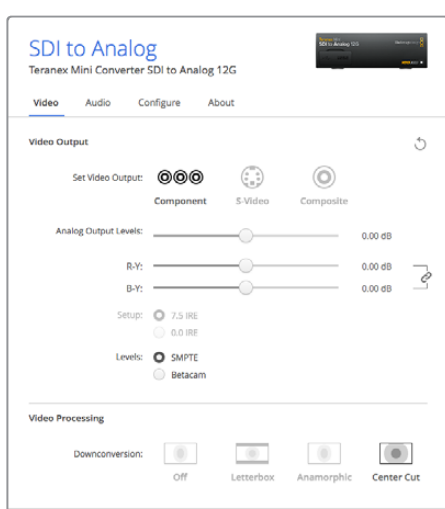 SDI to Analog
Teranex Mini Converter SDI to Analog 12G
Video Audio Configure About
Video Output
Set Video Output:
Component S-Video Composite
Analog Output Levels: 0.00 dB
R-Y: 0.00 dB
B-Y: 0.00 dB
Setup: 7.5 IRE
0.0 IRE
Levels: SMPTE
Betacam
Video Processing
Downconversion:
Off Letterbox Anamorphic Center Cut